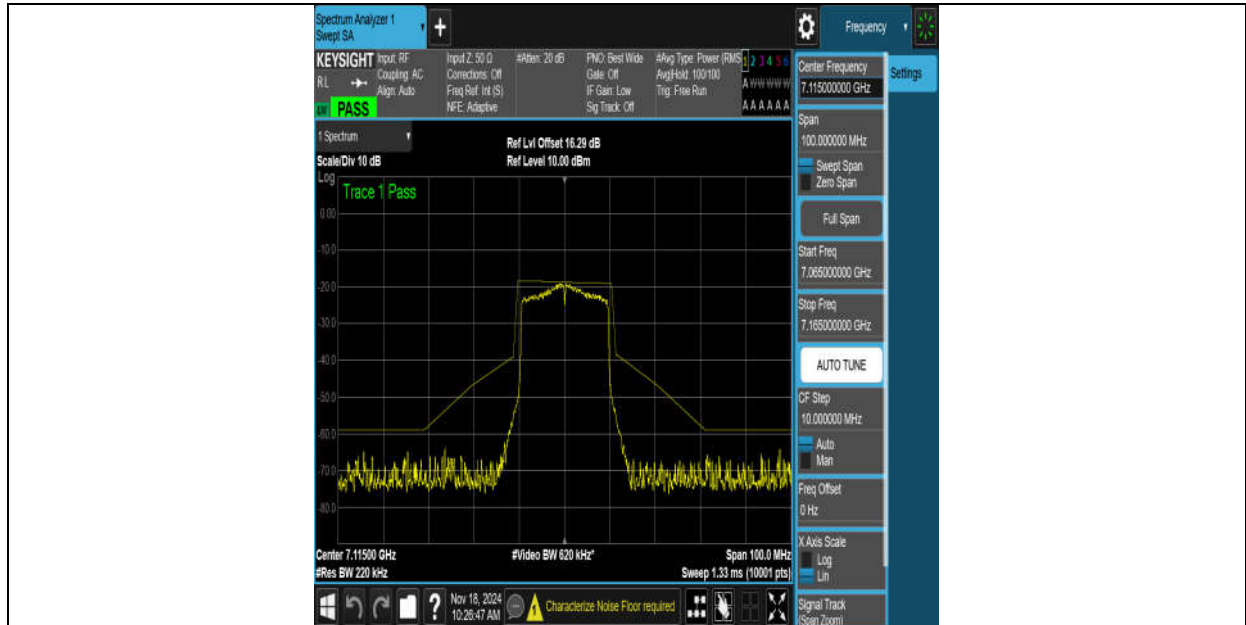 Spectrum Analyzer 1
Swept SA
Frequency
KEYSIGHT
RL
PASS
Input: RF
Coupling: AC
Align: Auto
Input Z: 50 Ω
Corrections: Off
Freq Ref: Int (S)
NFE: Adaptive
#Atten: 20 dB
PNO: Best Wide
Gate: Off
IF Gain: Low
Sig Track: Off
#Avg Type: Power (RMS
Avg|Hold: 100/100
Trig: Free Run
1 2 3 4 5 6
A W W W W W
A A A A A A
1 Spectrum
Scale/Div 10 dB
Ref Lvl Offset 16.29 dB
Ref Level 10.00 dBm
Log
Trace 1 Pass
0.00
-10.0
-20.0
-30.0
-40.0
-50.0
-60.0
-70.0
-80.0
Center 7.11500 GHz
#Res BW 220 kHz
#Video BW 620 kHz*
Span 100.0 MHz
Sweep 1.33 ms (10001 pts)
Center Frequency
7.115000000 GHz
Settings
Span
100.000000 MHz
Swept Span
Zero Span
Full Span
Start Freq
7.065000000 GHz
Stop Freq
7.165000000 GHz
AUTO TUNE
CF Step
10.000000 MHz
Auto
Man
Freq Offset
0 Hz
X Axis Scale
Log
Lin
Signal Track
(Span Zoom)
Nov 18, 2024
10:26:47 AM
Characterize Noise Floor required